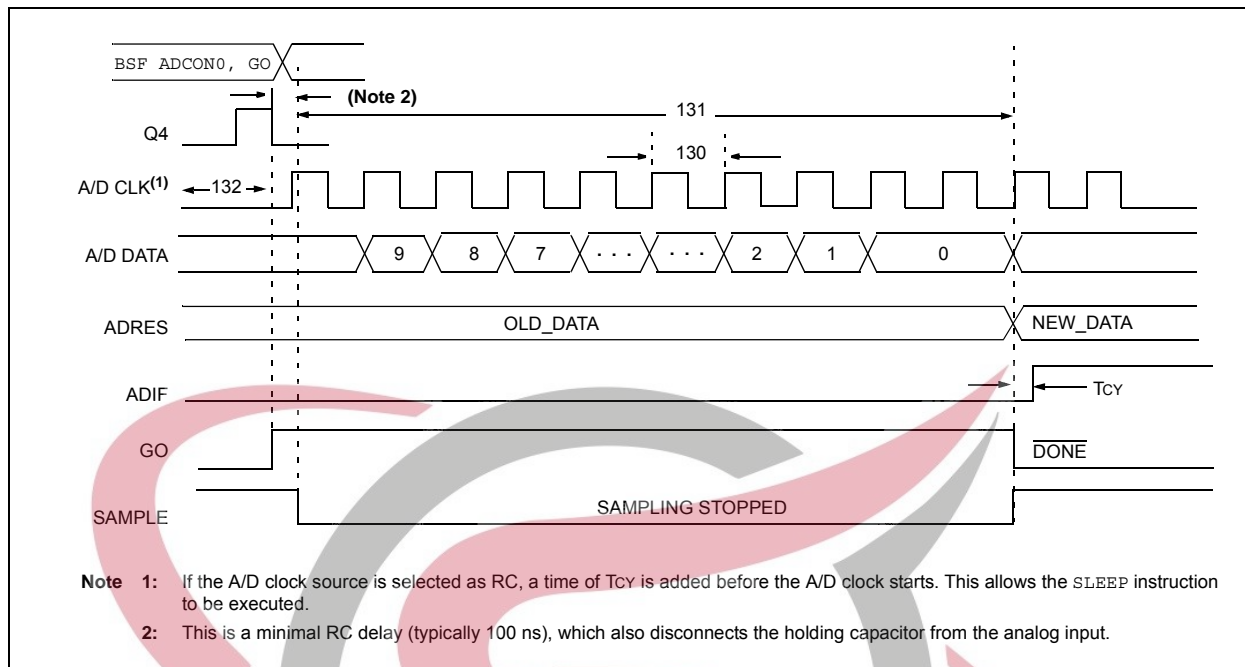 BSF ADCON0, GO
(Note 2)
131
Q4
130
A/D CLK(1)
132
A/D DATA
9 8 7 . . . . . . 2 1 0
ADRES
OLD_DATA
NEW_DATA
ADIF
TCY
GO
DONE
SAMPLE
SAMPLING STOPPED
Note 1: If the A/D clock source is selected as RC, a time of TCY is added before the A/D clock starts. This allows the SLEEP instruction
to be executed.
2: This is a minimal RC delay (typically 100 ns), which also disconnects the holding capacitor from the analog input.